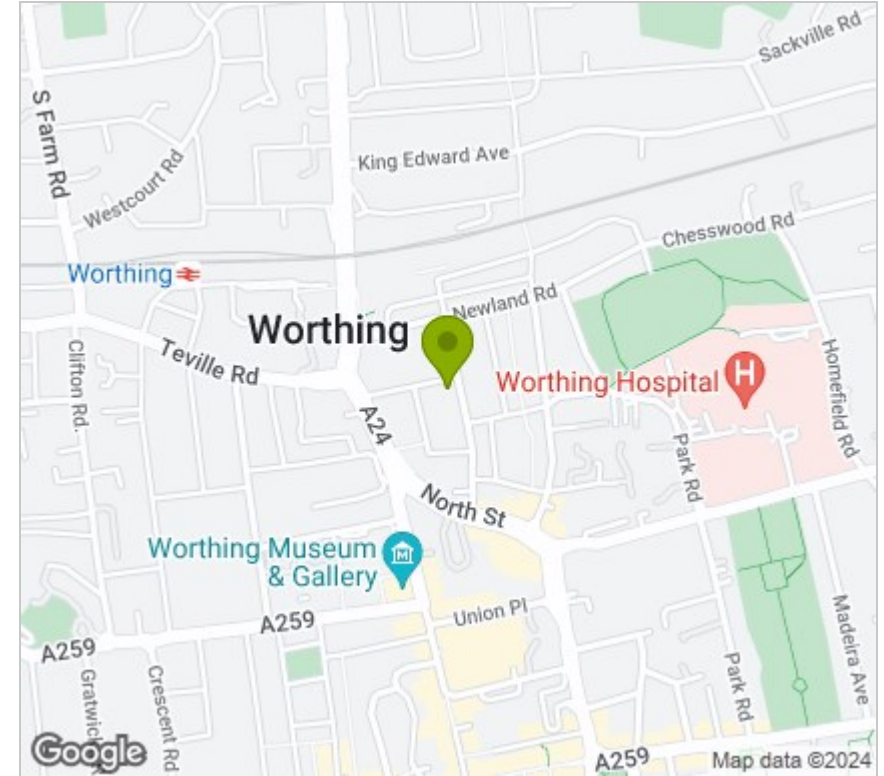 Sackville Rd
S Farm Rd
King Edward Ave
Westcourt Rd
Chesswood Rd
Worthing
Newland Rd
Worthing
Teville Rd
Clifton Rd.
Worthing Hospital
H
Homefield Rd
A24
Park Rd
North St
Worthing Museum
& Gallery
M
Union Pl
A259
A259
Madeira Ave
Park Rd
Crescent Rd
Google
A259
Map data ©2024